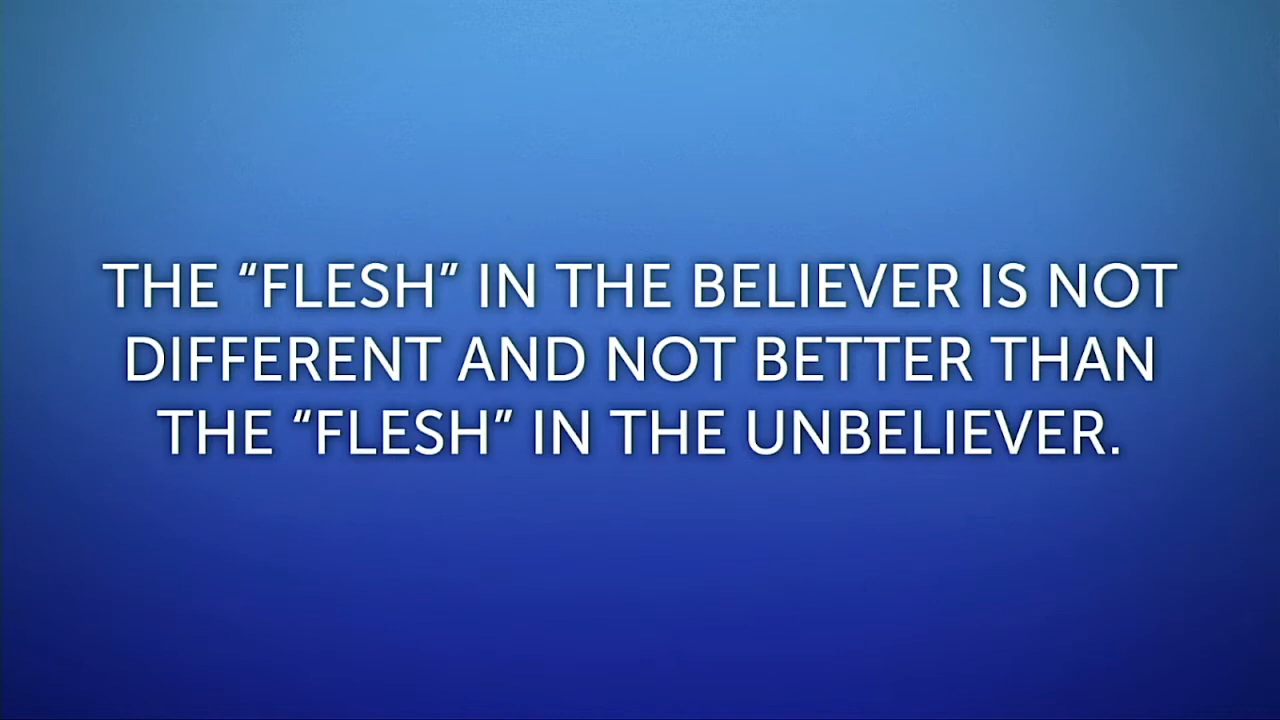 THE “FLESH” IN THE BELIEVER IS NOT
DIFFERENT AND NOT BETTER THAN
THE “FLESH” IN THE UNBELIEVER.